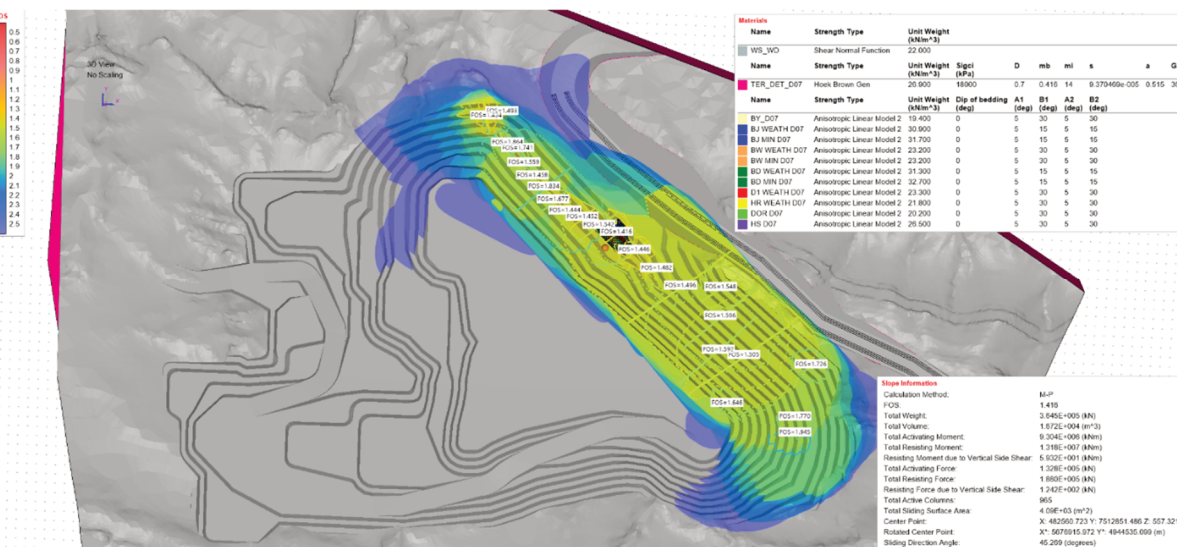 FOS
0.5
0.6
0.7
0.8
0.9
1.0
1.1
1.2
1.3
1.4
1.5
1.6
1.7
1.8
1.9
2
2.1
2.2
2.3
2.4
2.5
3D View
No Scaling
Y
X
FOS=1.493
FOS=1.741
FOS=1.559
FOS=1.458
FOS=1.834
FOS=1.677
FOS=1.444
FOS=1.432
FOS=1.542
FOS=1.416
FOS=1.446
FOS=1.462
FOS=1.496
FOS=1.548
FOS=1.596
FOS=1.505
FOS=1.726
FOS=1.646
FOS=1.770
FOS=1.945
Materials
Name Strength Type Unit Weight (kN/m^3)
WS_WO Shear Normal Function 22.000
Name Strength Type Unit Weight (kN/m^3) Sigci (kPa) D mb mi s a
TER_DET_D07 Hoek Brown Gen 26.900 18000 0.7 0.416 14 9.370468e-005 0.515
Name Strength Type Unit Weight (kN/m^3) Dip of bedding (deg) A1 (deg) B1 (deg) A2 (deg) B2 (deg)
BY_D07 Anisotropic Linear Model 2 19.400 0 5 30 5 30
BJ WEATH D07 Anisotropic Linear Model 2 30.900 0 5 15 5 15
BJ MIN D07 Anisotropic Linear Model 2 31.700 0 5 15 5 15
BW WEATH D07 Anisotropic Linear Model 2 23.200 0 5 30 5 30
BW MIN D07 Anisotropic Linear Model 2 23.200 0 5 30 5 30
BD WEATH D07 Anisotropic Linear Model 2 31.300 0 5 15 5 15
BD MIN D07 Anisotropic Linear Model 2 32.700 0 5 15 5 15
D1 WEATH D07 Anisotropic Linear Model 2 23.300 0 5 30 5 30
HR WEATH D07 Anisotropic Linear Model 2 21.800 0 5 30 5 30
DOR D07 Anisotropic Linear Model 2 20.200 0 5 30 5 30
HS D07 Anisotropic Linear Model 2 26.500 0 5 30 5 30
Slope Information
Calculation Method: M-P
FOS: 1.416
Total Weight: 3.645E+005 (kN)
Total Volume: 1.672E+004 (m^3)
Total Activating Moment: 9.304E+006 (kNm)
Total Resisting Moment: 1.318E+007 (kNm)
Resisting Moment due to Vertical Side Shear: 5.932E+001 (kNm)
Total Activating Force: 1.328E+005 (kN)
Total Resisting Force: 1.880E+005 (kN)
Resisting Force due to Vertical Side Shear: 1.242E+002 (kN)
Total Active Columns: 965
Total Sliding Surface Area: 4.09E+03 (m^2)
Center Point: X: 482560.723 Y: 7512851.486 Z: 557.321
Rotated Center Point: X": 5676915.972 Y": 4944535.099 (m)
Sliding Direction Angle: 45.269 (degrees)